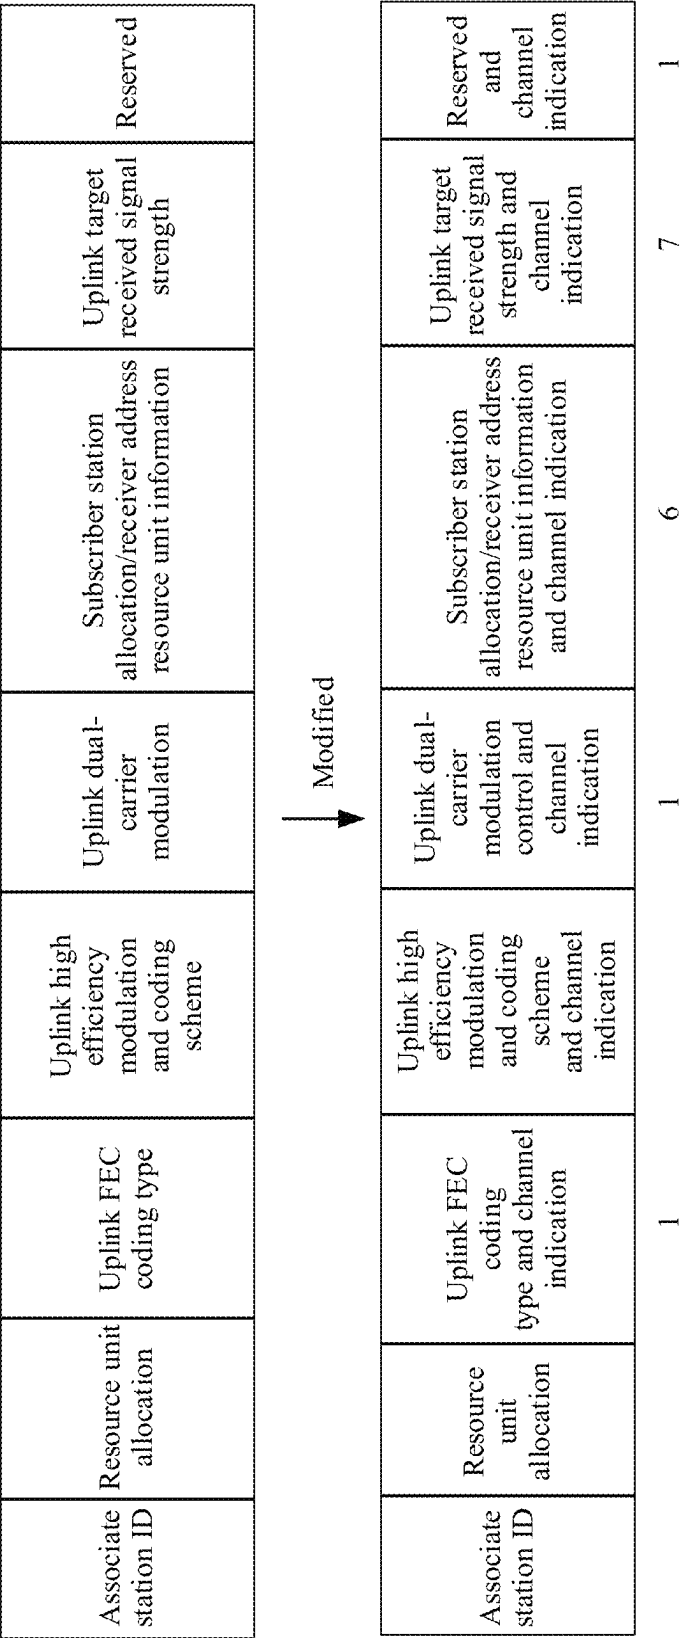 Associate
station ID
Resource unit
allocation
Uplink FEC
coding type
Uplink high
efficiency
modulation
and coding
scheme
Uplink dual-
carrier
modulation
Subscriber station
allocation/receiver address
resource unit information
Uplink target
received signal
strength
Reserved
Modified
Associate
station ID
Resource
unit
allocation
Uplink FEC
coding
type and channel
indication
Uplink high
efficiency
modulation
and coding
scheme
and channel
indication
Uplink dual-
carrier
modulation
control and
channel
indication
Subscriber station
allocation/receiver address
resource unit information
and channel indication
Uplink target
received signal
strength and
channel
indication
Reserved
and
channel
indication
1
1
6
7
1